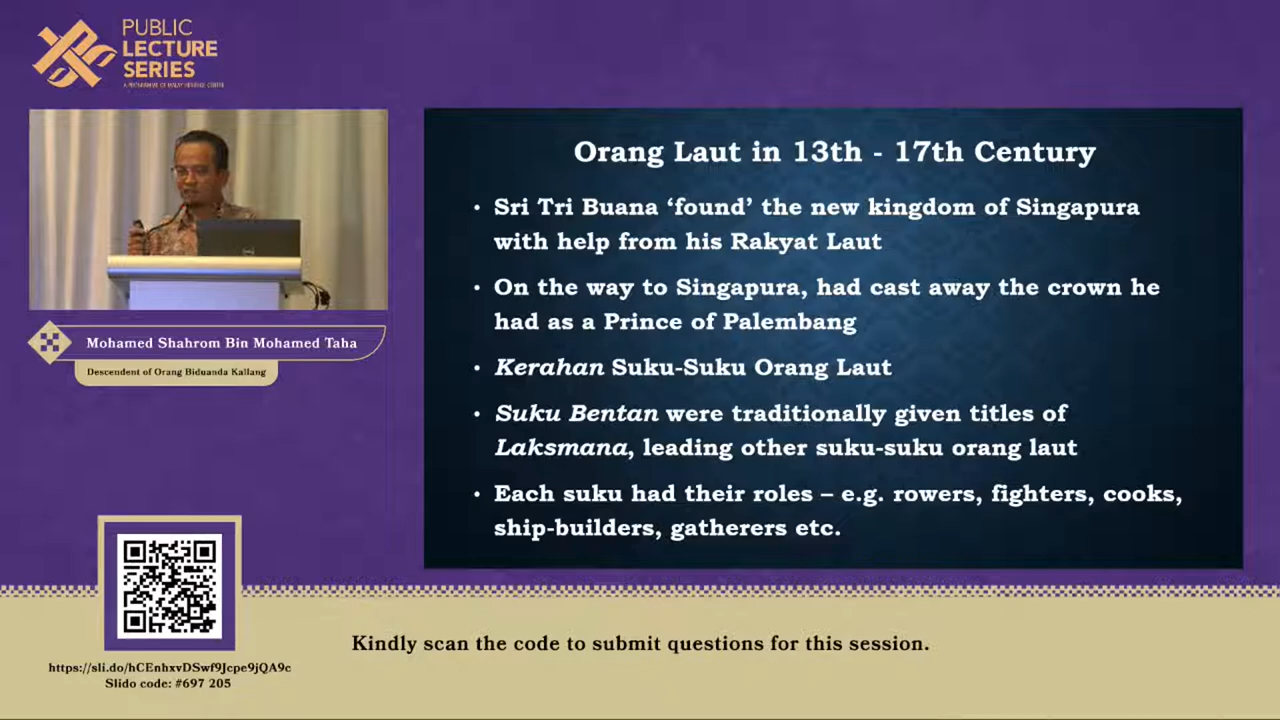 PUBLIC
LECTURE
SERIES
A PROGRAMME OF MALAY HERITAGE CENTRE
Orang Laut in 13th - 17th Century
• Sri Tri Buana ‘found’ the new kingdom of Singapura
with help from his Rakyat Laut
• On the way to Singapura, had cast away the crown he
had as a Prince of Palembang
• Kerahan Suku-Suku Orang Laut
• Suku Bentan were traditionally given titles of
Laksmana, leading other suku-suku orang laut
• Each suku had their roles – e.g. rowers, fighters, cooks,
ship-builders, gatherers etc.
Mohamed Shahrom Bin Mohamed Taha
Descendent of Orang Biduanda Kallang
Kindly scan the code to submit questions for this session.
https://sli.do/hCEnhxvDSwf9Jcpe9jQA9c
Slido code: #697 205